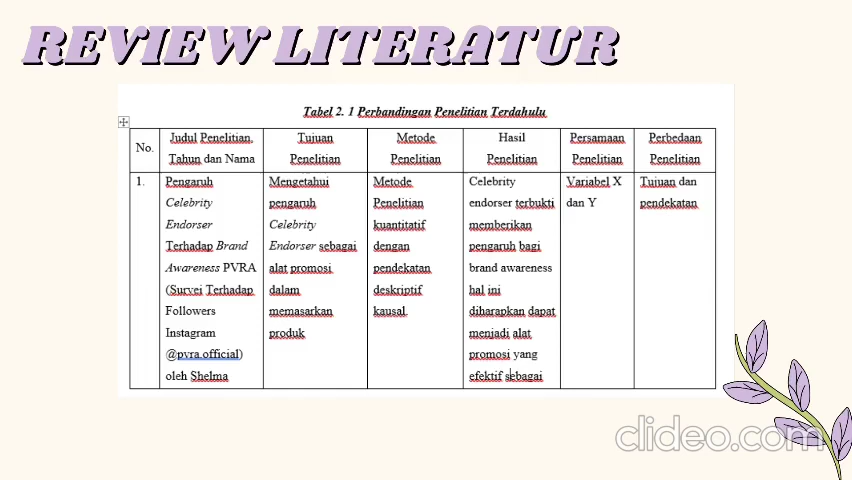 REVIEW LITERATUR
Tabel 2. 1 Perbandingan Penelitian Terdahulu
No.
Judul Penelitian,
Tahun dan Nama
Tujuan
Penelitian
Metode
Penelitian
Hasil
Penelitian
Persamaan
Penelitian
Perbedaan
Penelitian
1.
Pengaruh
Celebrity
Endorser
Terhadap Brand
Awareness PVRA
(Survei Terhadap
Followers
Instagram
@pvra.official)
oleh Shelma
Mengetahui
pengaruh
Celebrity
Endorser sebagai
alat promosi
dalam
memasarkan
produk
Metode
Penelitian
kuantitatif
dengan
pendekatan
deskriptif
kausal.
Celebrity
endorser terbukti
memberikan
pengaruh bagi
brand awareness
hal ini
diharapkan dapat
menjadi alat
promosi yang
efektif sebagai
Variabel X
dan Y
Tujuan dan
pendekatan
clideo.com